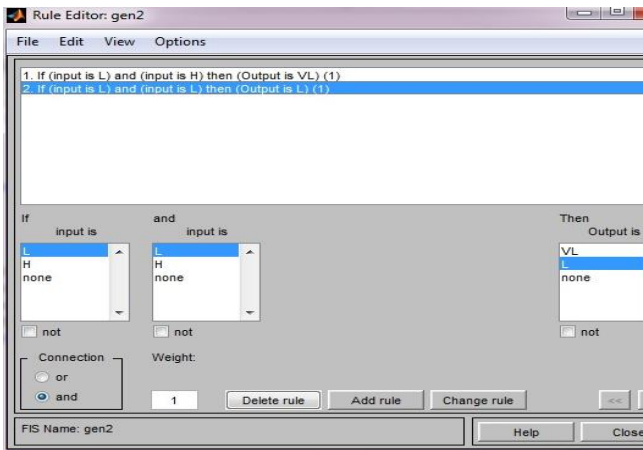 Rule Editor: gen2
File Edit View Options
1. If (input is L) and (input is H) then (Output is VL) (1)
2. If (input is L) and (input is L) then (Output is L) (1)
If and Then
input is input is Output is
L L VL
H H L
none none none
not not not
Connection Weight:
or
and 1 Delete rule Add rule Change rule <<
FIS Name: gen2 Help Close